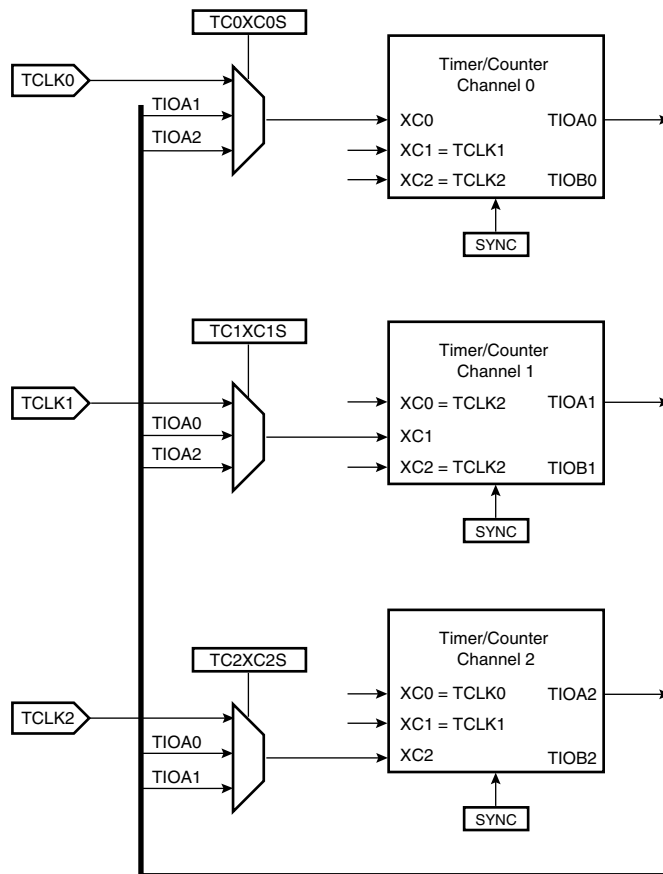 TC0XC0S
TCLK0
TIOA1
TIOA2
Timer/Counter
Channel 0
XC0
TIOA0
XC1 = TCLK1
XC2 = TCLK2
TIOB0
SYNC
TC1XC1S
TCLK1
TIOA0
TIOA2
Timer/Counter
Channel 1
XC0 = TCLK2
TIOA1
XC1
XC2 = TCLK2
TIOB1
SYNC
TC2XC2S
TCLK2
TIOA0
TIOA1
Timer/Counter
Channel 2
XC0 = TCLK0
TIOA2
XC1 = TCLK1
XC2
TIOB2
SYNC